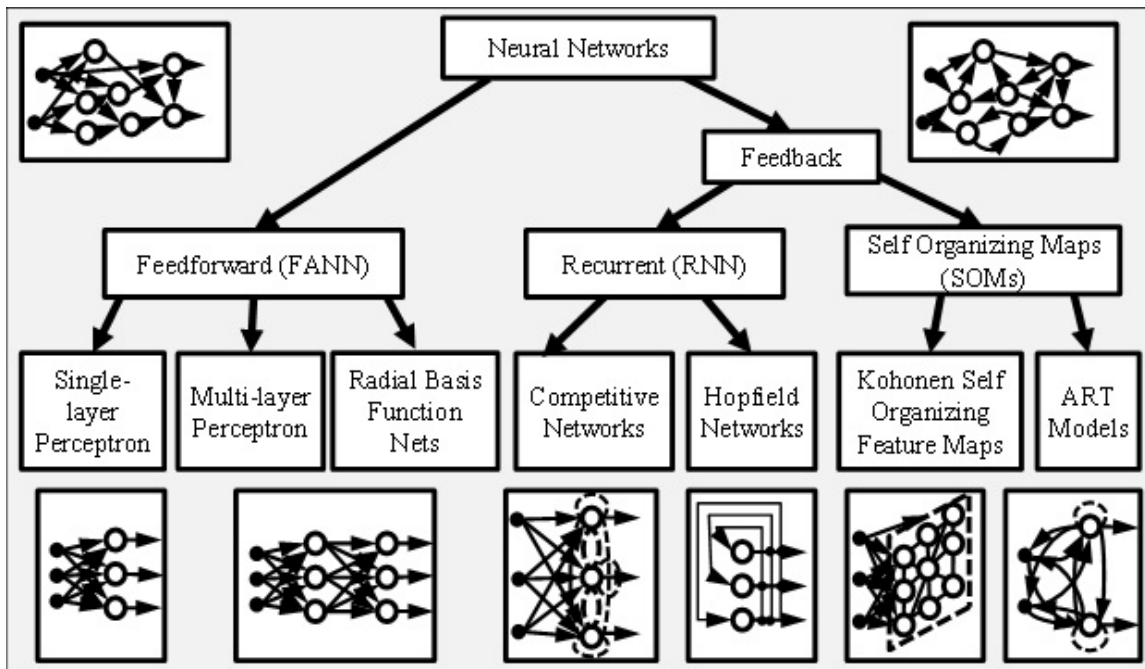 Neural Networks
Feedback
Feedforward (FANN)
Recurrent (RNN)
Self Organizing Maps
(SOMs)
Single-
layer
Perceptron
Multi-layer
Perceptron
Radial Basis
Function
Nets
Competitive
Networks
Hopfield
Networks
Kohonen Self
Organizing
Feature Maps
ART
Models